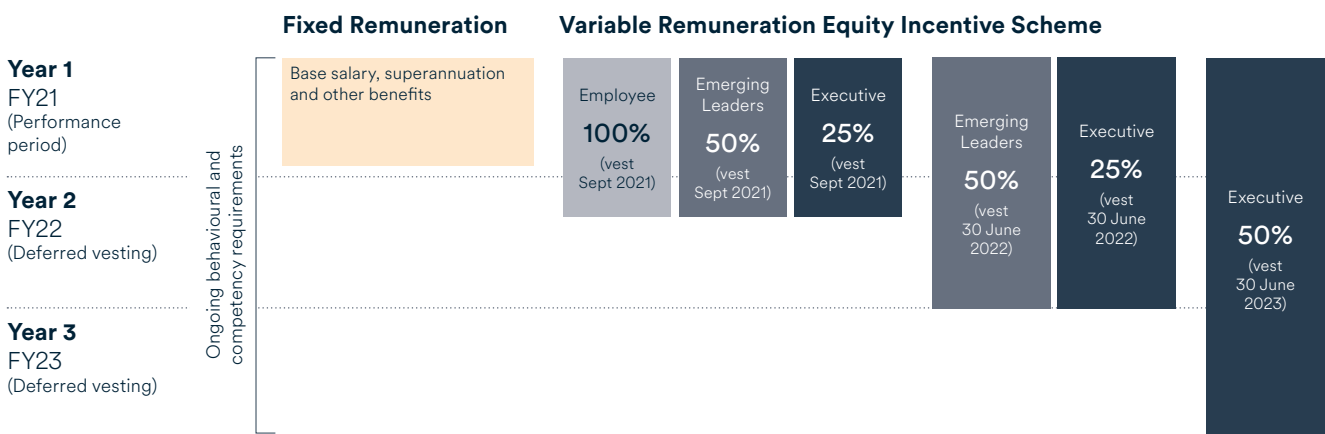 Fixed Remuneration
Variable Remuneration Equity Incentive Scheme
Year 1
FY21
(Performance
period)
Year 2
FY22
(Deferred vesting)
Year 3
FY23
(Deferred vesting)
Ongoing behavioural and
competency requirements
Base salary, superannuation
and other benefits
Employee
100%
(vest
Sept 2021)
Emerging
Leaders
50%
(vest
Sept 2021)
Executive
25%
(vest
Sept 2021)
Emerging
Leaders
50%
(vest
30 June
2022)
Executive
25%
(vest
30 June
2022)
Executive
50%
(vest
30 June
2023)